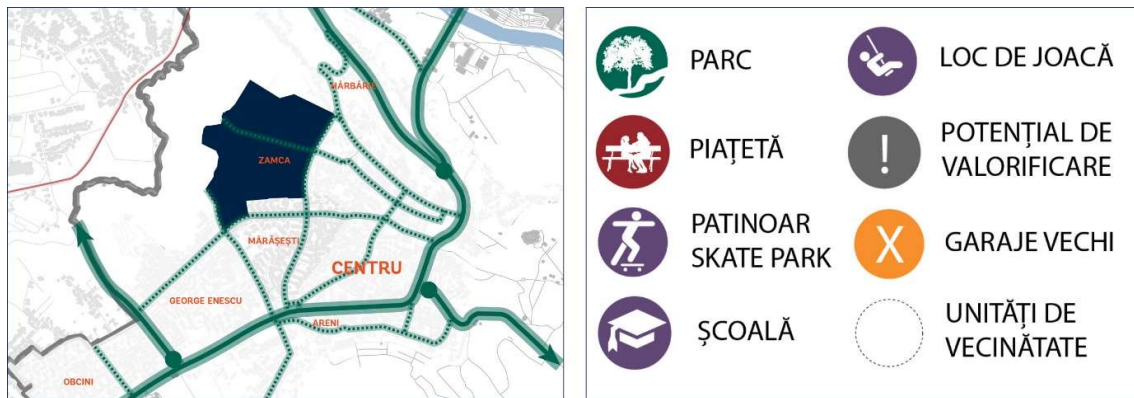 MĂRĂȘEȘTI
ZAMCA
CENTRU
GEORGE ENESCU
ARENI
OBCINI
PARC
PIAȚETĂ
PATINOAR
SKATE PARK
ȘCOALĂ
LOC DE JOACĂ
!
POTENȚIAL DE
VALORIFICARE
X
GARAJE VECHI
UNITĂȚI DE
VECINĂTATE